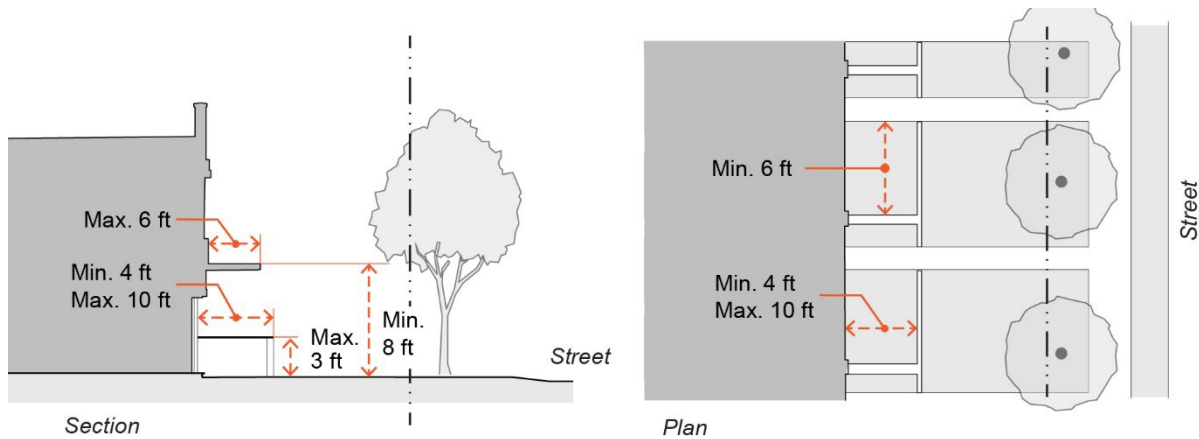 Max. 6 ft
Min. 4 ft
Max. 10 ft
Max.
3 ft
Min.
8 ft
Street
Section
Min. 6 ft
Min. 4 ft
Max. 10 ft
Street
Plan